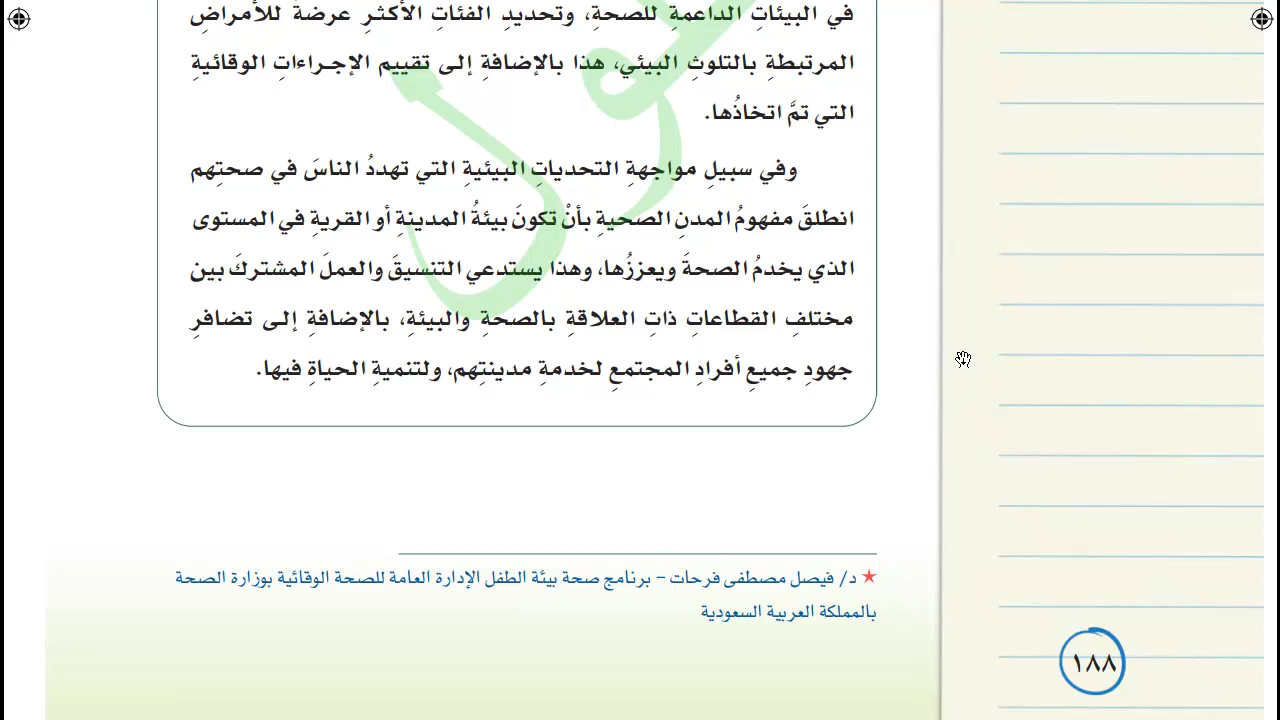 في البيئاتِ الداعمةِ للصحةِ، وتحديدِ الفئاتِ الأكثرِ عرضةً للأمراضِ
المرتبطةِ بالتلوثِ البيئي، هذا بالإضافةِ إلى تقييم الإجراءاتِ الوقائيةِ
التي تمَّ اتخاذُها.
وفي سبيلِ مواجهةِ التحدياتِ البيئيةِ التي تهددُ الناسَ في صحتِهم
انطلقَ مفهومُ المدنِ الصحيةِ بأنْ تكونَ بيئةُ المدينةِ أو القريةِ في المستوى
الذي يخدمُ الصحةَ ويعززُها، وهذا يستدعي التنسيقَ والعملَ المشتركَ بين
مختلفِ القطاعاتِ ذاتِ العلاقةِ بالصحةِ والبيئةِ، بالإضافةِ إلى تضافرِ
جهودِ جميعِ أفرادِ المجتمعِ لخدمةِ مدينتِهم، ولتنميةِ الحياةِ فيها.
★ د/ فيصل مصطفى فرحات – برنامج صحة بيئة الطفل الإدارة العامة للصحة الوقائية بوزارة الصحة
بالمملكة العربية السعودية
١٨٨